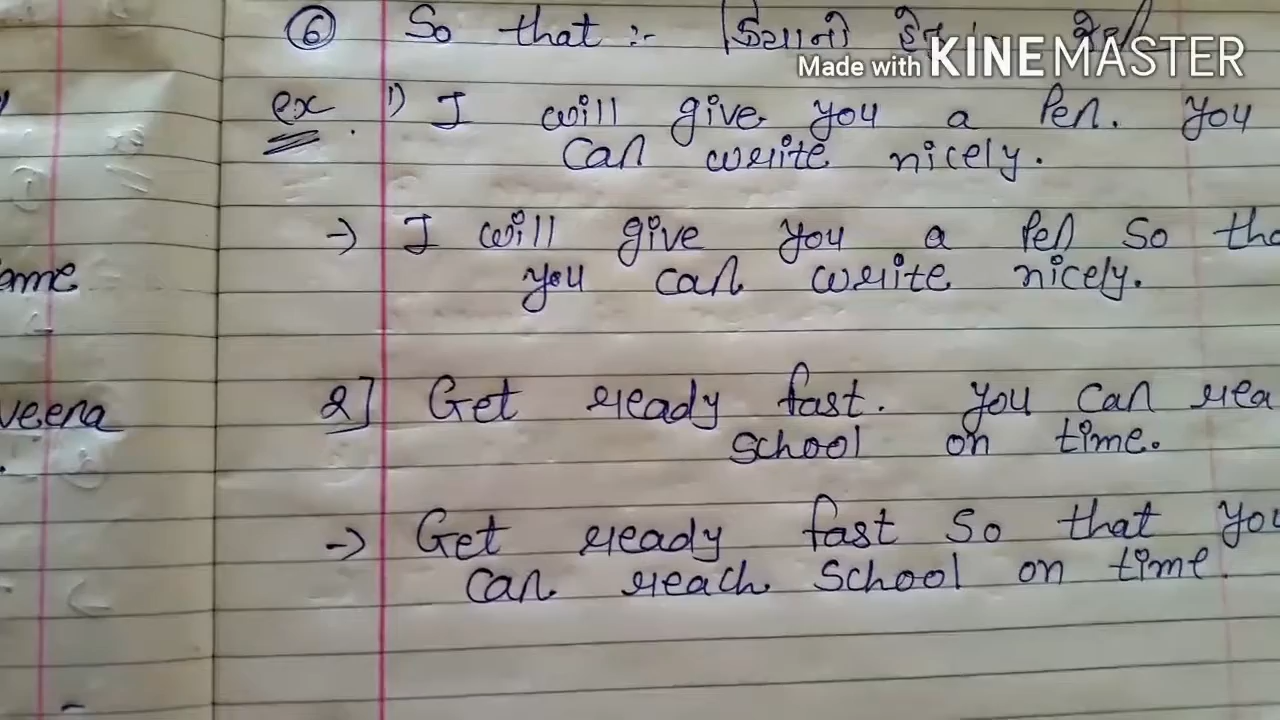 ⑥ So that :- ક્રિયાનો
Made with KINEMASTER
ex. 1) I will give you a Pen. you
can write nicely.
→ I will give you a Pen so tha
you can write nicely.
ame
2] Get ready fast. you can rea
veena
school on time.
→ Get ready fast so that you
can reach school on time.